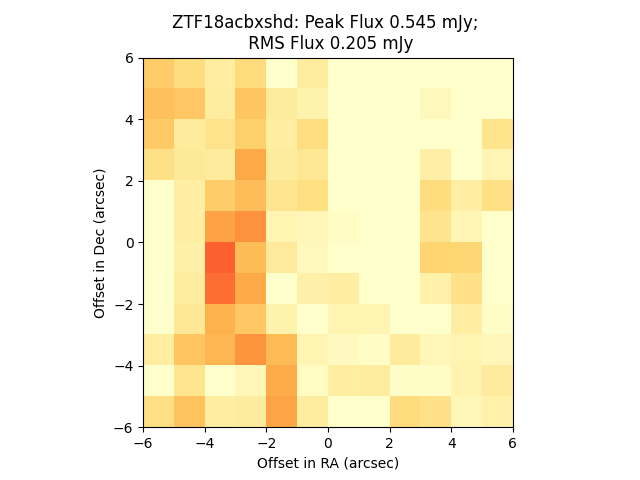 ZTF18acbxshd: Peak Flux 0.545 mJy;
RMS Flux 0.205 mJy
6
4
2
0
−2
−4
−6
Offset in Dec (arcsec)
−6 −4 −2 0 2 4 6
Offset in RA (arcsec)